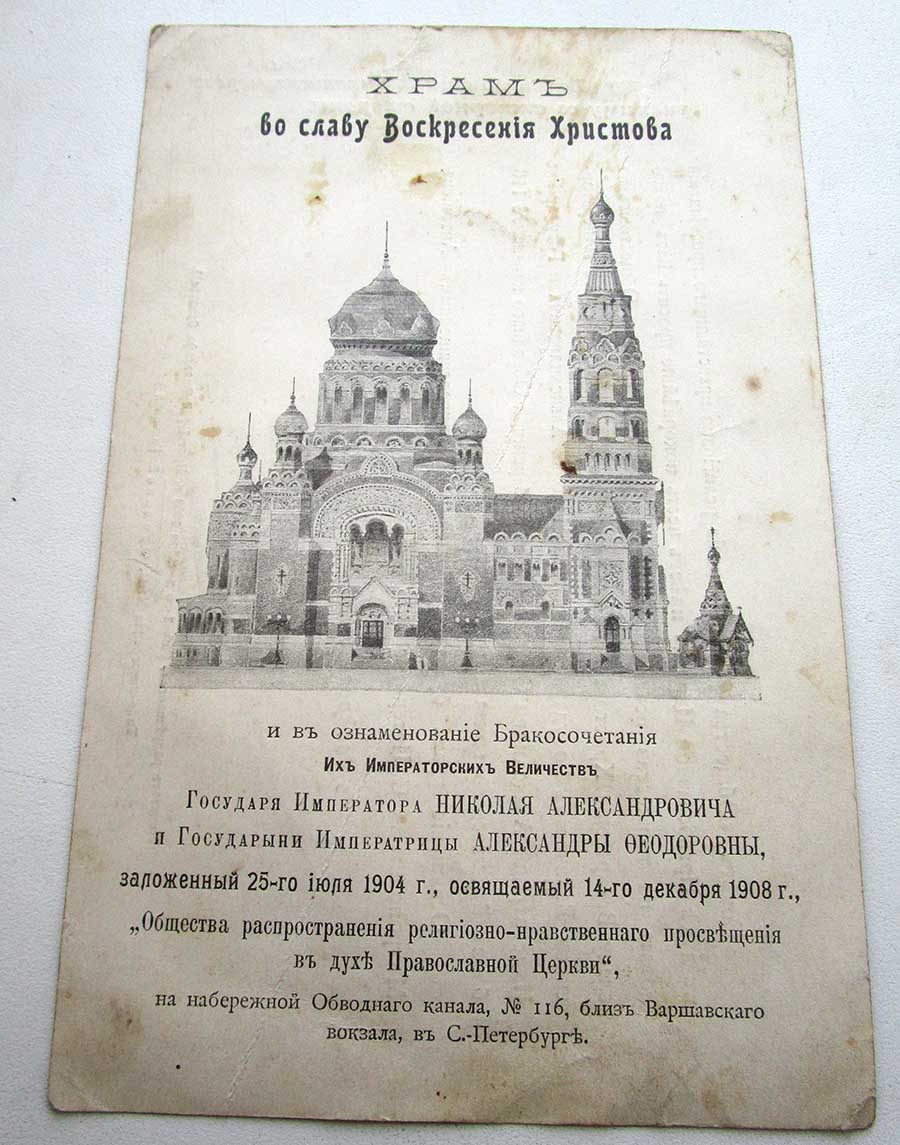 ХРАМЪ
во славу Воскресенія Христова
и въ ознаменованіе Бракосочетанія
Ихъ Императорскихъ Величествъ
Государя Императора НИКОЛАЯ АЛЕКСАНДРОВИЧА
и Государыни Императрицы АЛЕКСАНДРЫ ѲЕОДОРОВНЫ,
заложенный 25-го іюля 1904 г., освящаемый 14-го декабря 1908 г.,
„Общества распространенія религіозно-нравственнаго просвѣщенія
въ духѣ Православной Церкви“,
на набережной Обводнаго канала, № 116, близъ Варшавскаго
вокзала, въ С.-Петербургѣ.